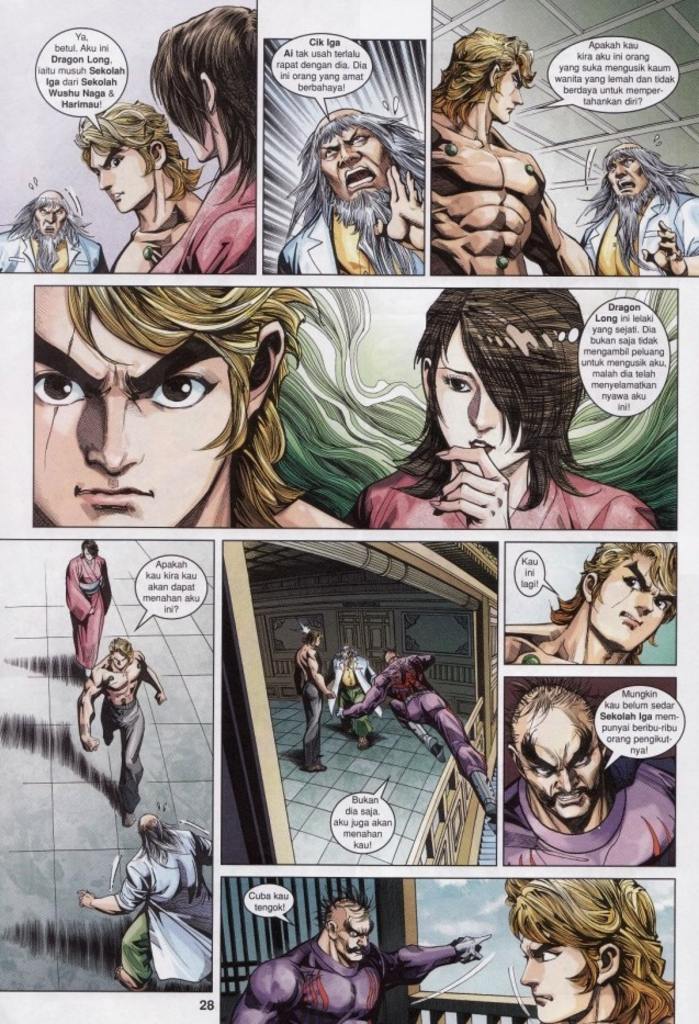 Ya,
betul. Aku ini
Dragon Long,
iaitu musuh Sekolah
Iga dari Sekolah
Wushu Naga &
Harimau!
Cik Iga
Ai tak usah terlalu
rapat dengan dia. Dia
ini orang yang amat
berbahaya!
Apakah kau
kira aku ini orang
yang suka mengusik kaum
wanita yang lemah dan tidak
berdaya untuk memper-
tahankan diri?
Dragon
Long ini lelaki
yang sejati. Dia
bukan saja tidak
mengambil peluang
untuk mengusik aku,
malah dia telah
menyelamatkan
nyawa aku
ini!
Apakah
kau kira kau
akan dapat
menahan aku
ini?
Bukan
dia saja,
aku juga akan
menahan
kau!
Kau
ini
lagi!
Mungkin
kau belum sedar
Sekolah Iga mem-
punyai beribu-ribu
orang pengikut-
nya!
Cuba kau
tengok!
28